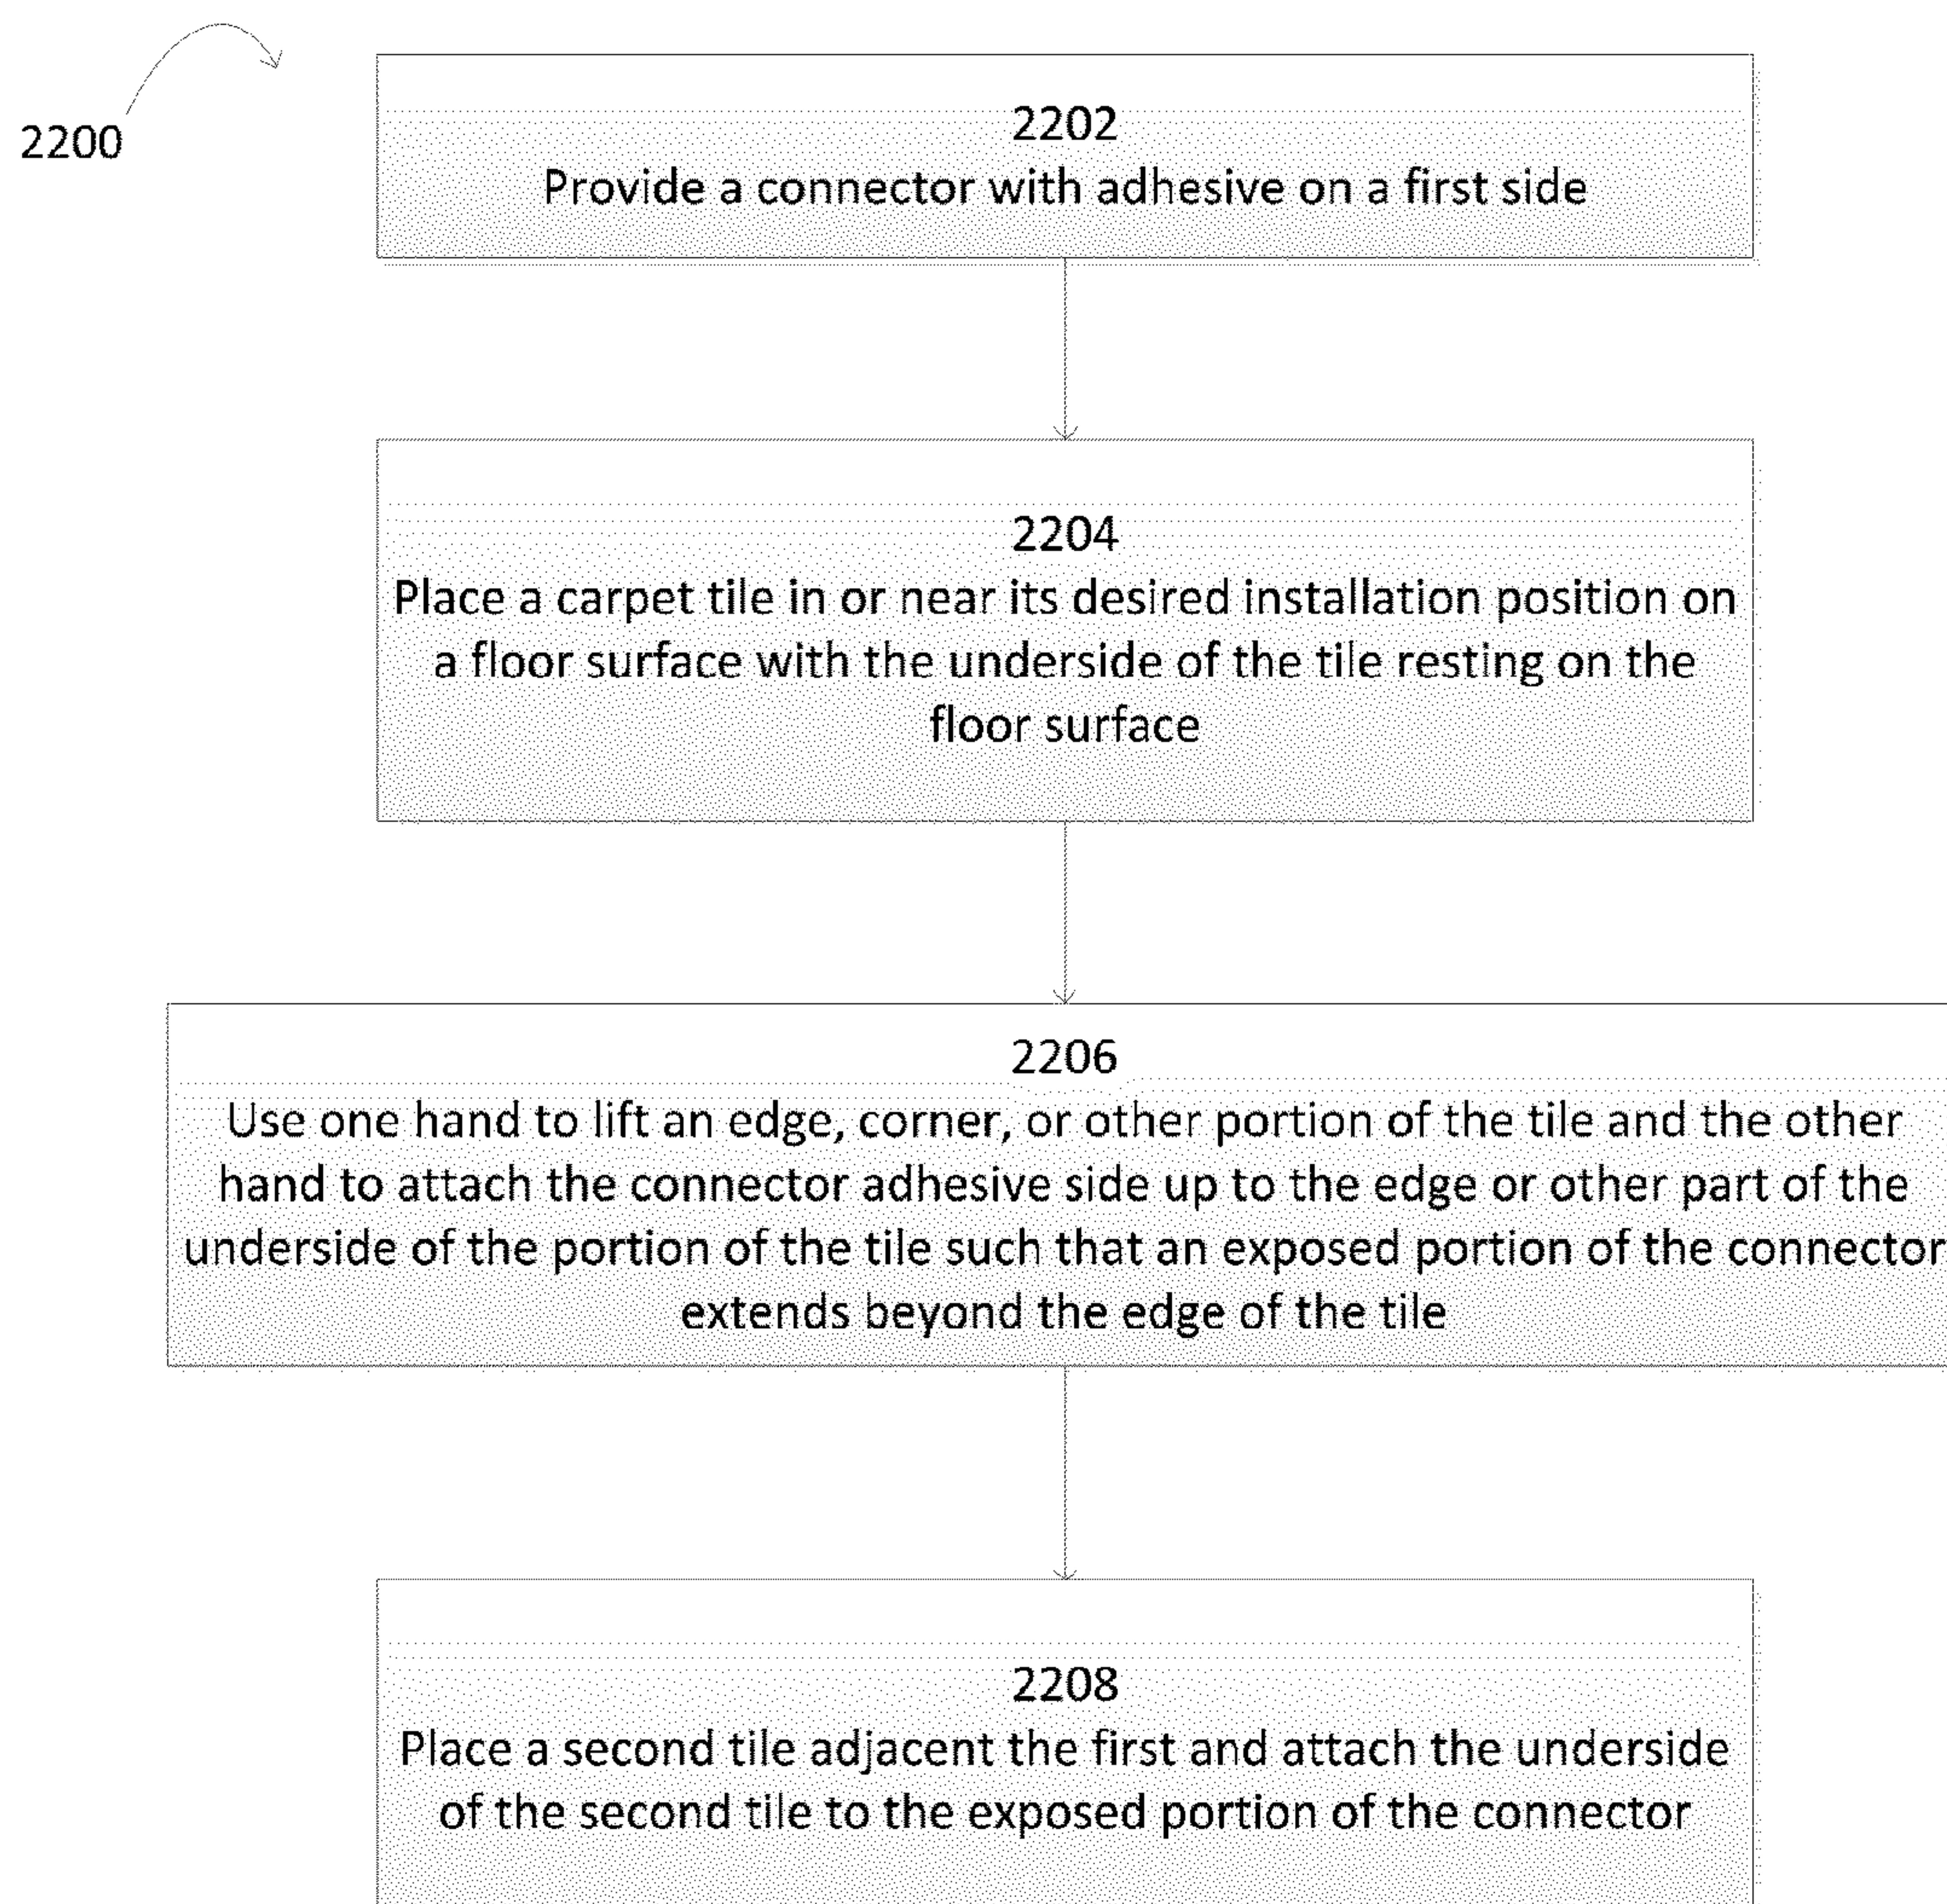 2200
2202
Provide a connector with adhesive on a first side
2204
Place a carpet tile in or near its desired installation position on
a floor surface with the underside of the tile resting on the
floor surface
2206
Use one hand to lift an edge, corner, or other portion of the tile and the other
hand to attach the connector adhesive side up to the edge or other part of the
underside of the portion of the tile such that an exposed portion of the connector
extends beyond the edge of the tile
2208
Place a second tile adjacent the first and attach the underside
of the second tile to the exposed portion of the connector